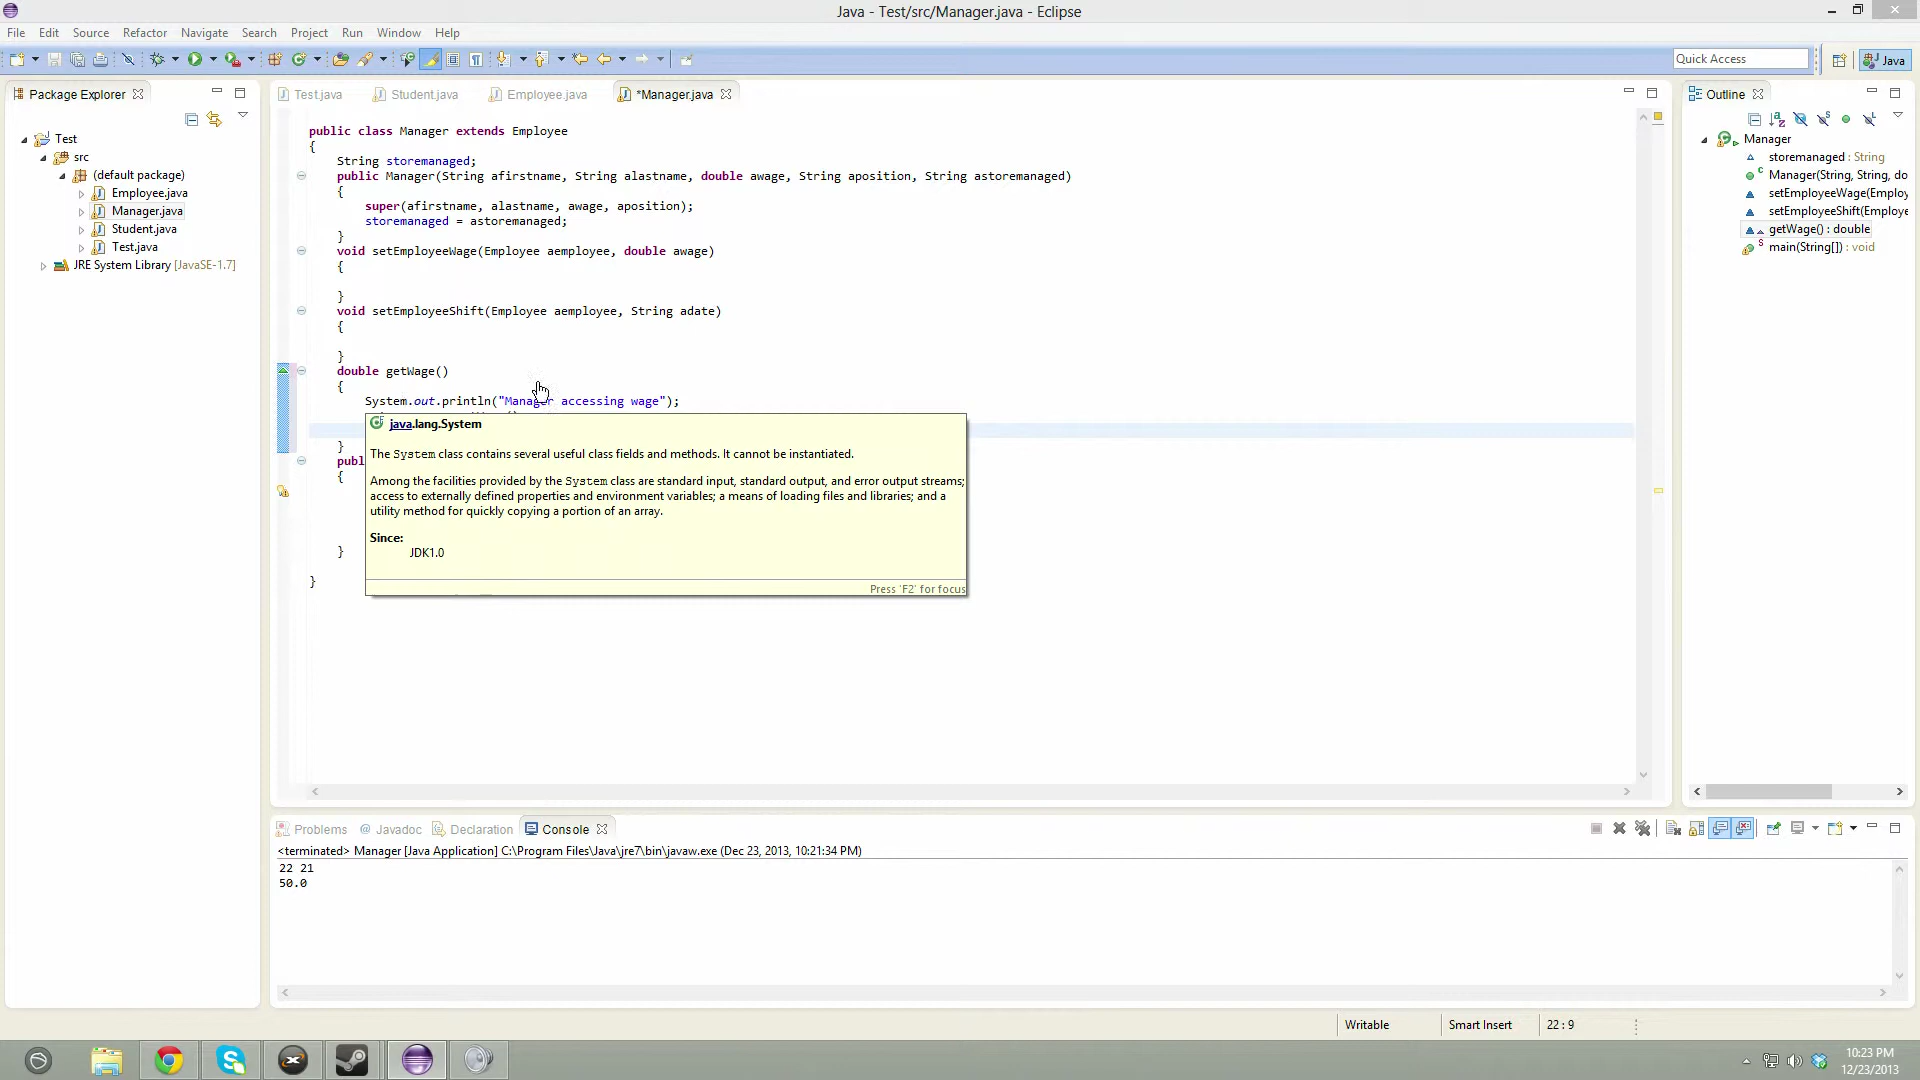 Java - Test/src/Manager.java - Eclipse
File Edit Source Refactor Navigate Search Project Run Window Help
Quick Access
Java
Package Explorer
Test
src
(default package)
Employee.java
Manager.java
Student.java
Test.java
JRE System Library [JavaSE-1.7]
Test.java Student.java Employee.java *Manager.java
public class Manager extends Employee
{
String storemanaged;
public Manager(String afirstname, String alastname, double awage, String aposition, String astoremanaged)
{
super(afirstname, alastname, awage, aposition);
storemanaged = astoremanaged;
}
void setEmployeeWage(Employee aemployee, double awage)
{
}
void setEmployeeShift(Employee aemployee, String adate)
{
}
double getWage()
{
System.out.println("Manager accessing wage");
}
publ
{
}
}
java.lang.System
The System class contains several useful class fields and methods. It cannot be instantiated.
Among the facilities provided by the System class are standard input, standard output, and error output streams;
access to externally defined properties and environment variables; a means of loading files and libraries; and a
utility method for quickly copying a portion of an array.
Since:
JDK1.0
Press 'F2' for focus
Outline
Manager
storemanaged : String
Manager(String, String, do
setEmployeeWage(Employ
setEmployeeShift(Employe
getWage() : double
main(String[]) : void
Problems @ Javadoc Declaration Console
<terminated> Manager [Java Application] C:\Program Files\Java\jre7\bin\javaw.exe (Dec 23, 2013, 10:21:34 PM)
22 21
50.0
Writable Smart Insert 22 : 9
10:23 PM
12/23/2013